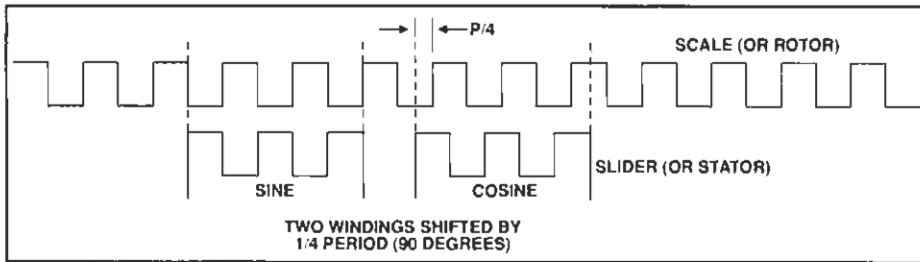 P/4
SCALE (OR ROTOR)
SLIDER (OR STATOR)
SINE
COSINE
TWO WINDINGS SHIFTED BY
1/4 PERIOD (90 DEGREES)